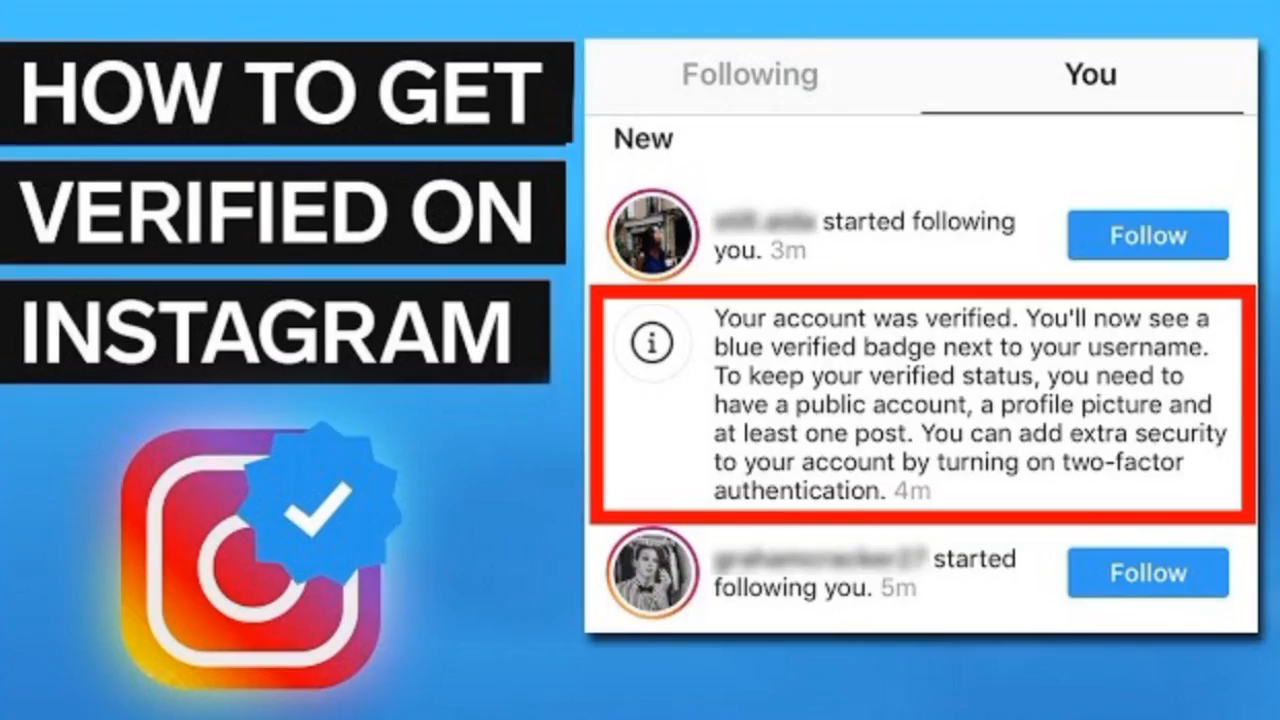 HOW TO GET
VERIFIED ON
INSTAGRAM
Following
You
New
started following
you. 3m
Follow
Your account was verified. You'll now see a
blue verified badge next to your username.
To keep your verified status, you need to
have a public account, a profile picture and
at least one post. You can add extra security
to your account by turning on two-factor
authentication. 4m
started
following you. 5m
Follow